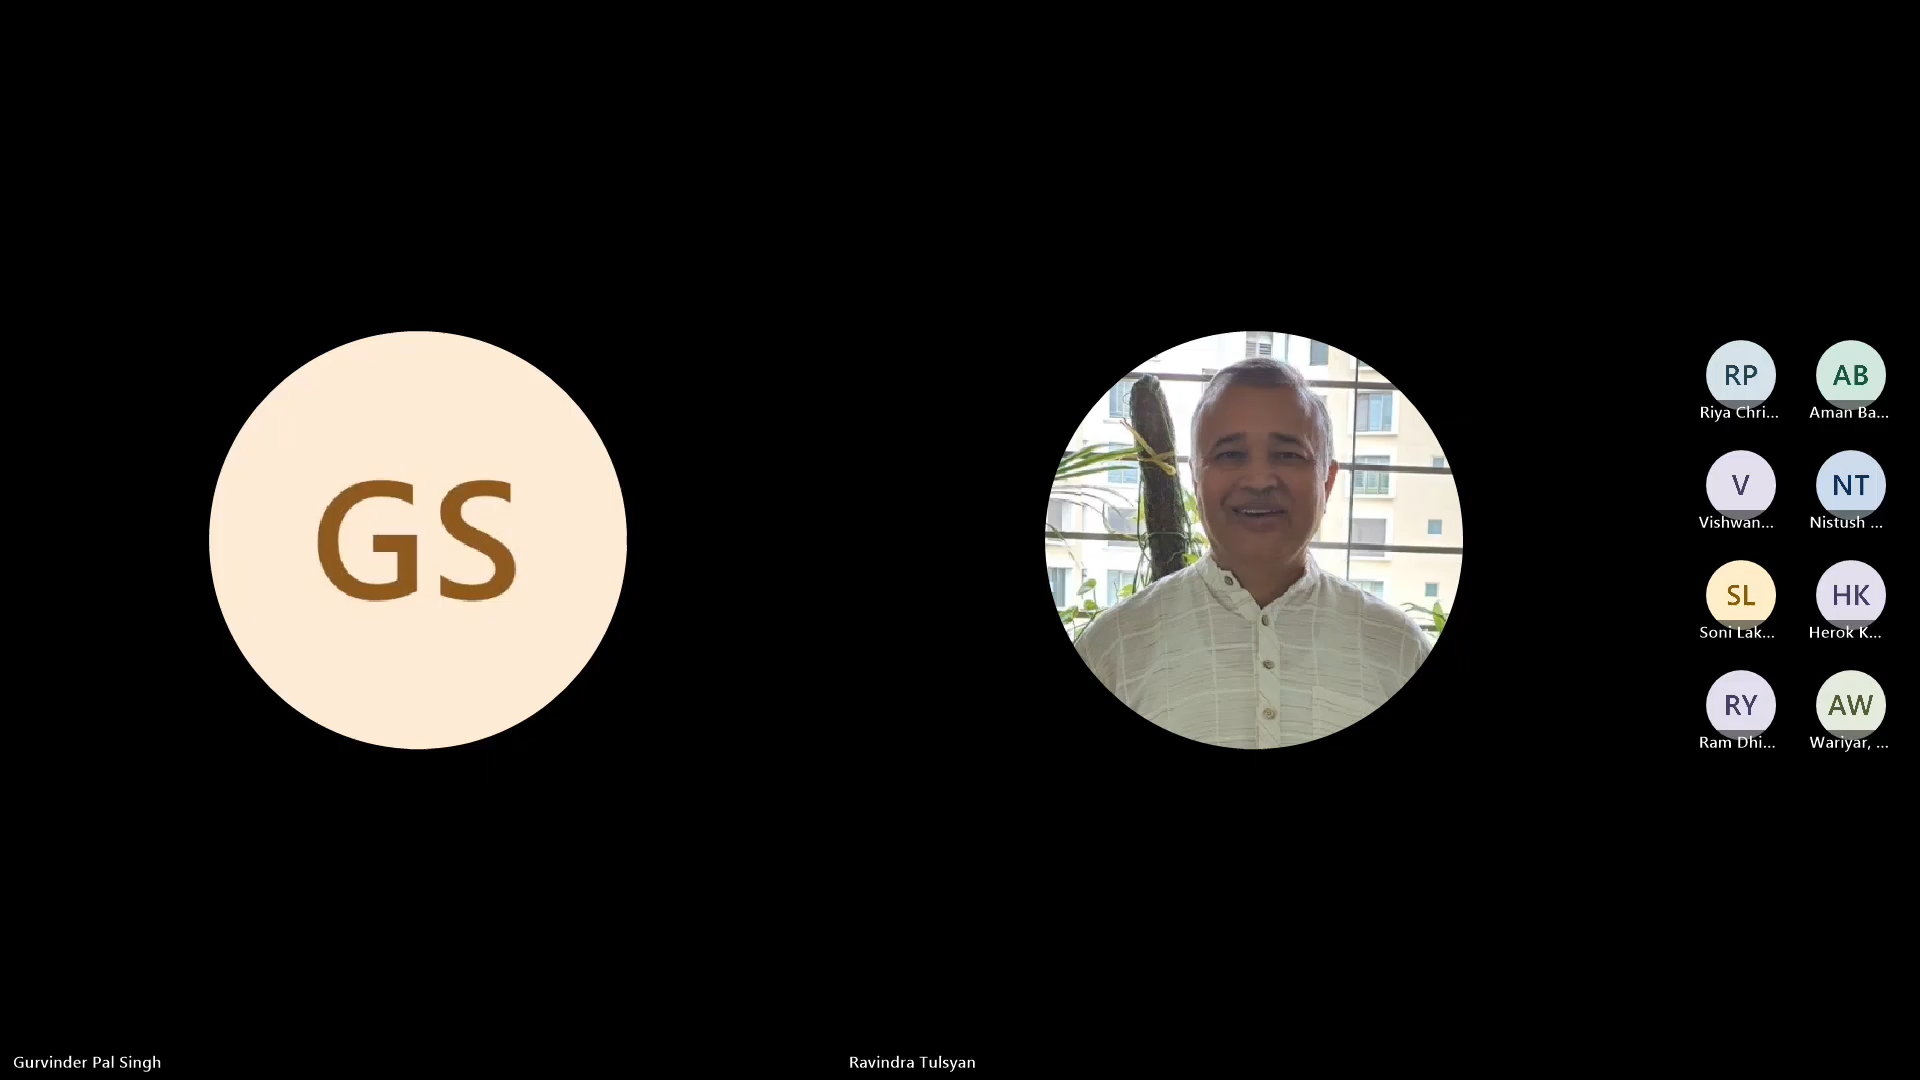 GS
RP
AB
Riya Chri...
Aman Ba...
V
NT
Vishwan...
Nistush ...
SL
HK
Soni Lak...
Herok K...
RY
AW
Ram Dhi...
Wariyar, ...
Gurvinder Pal Singh
Ravindra Tulsyan